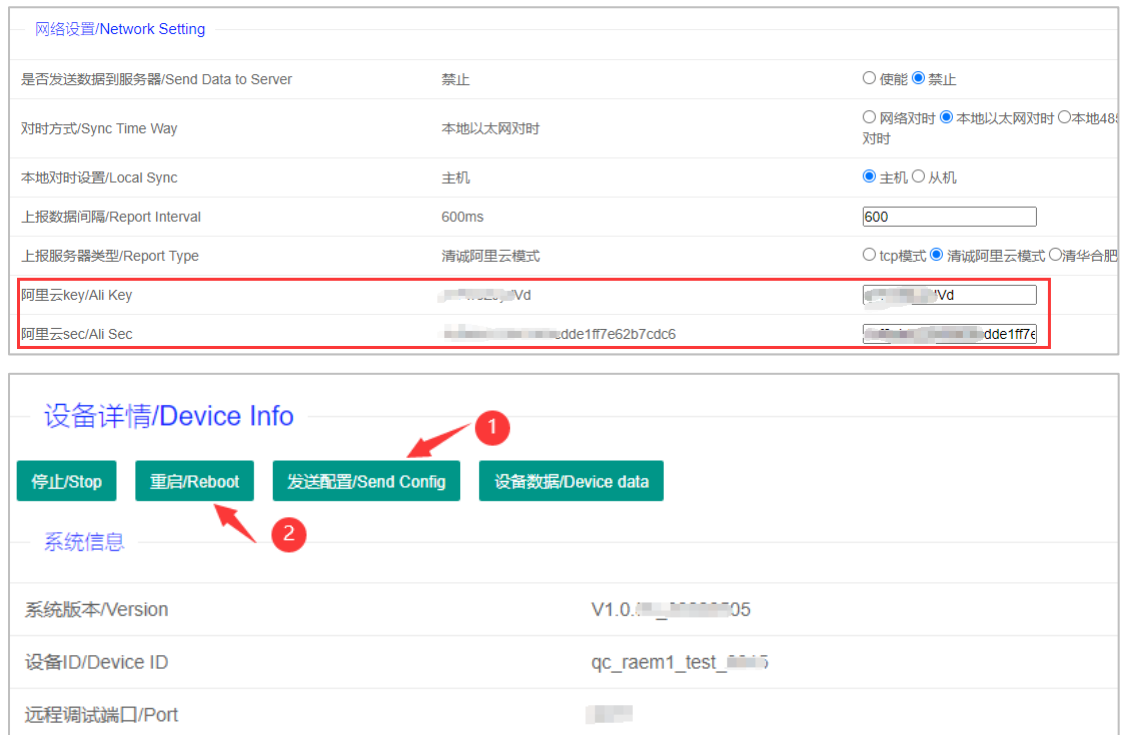 网络设置/Network Setting
是否发送数据到服务器/Send Data to Server 禁止 使能 禁止
对时方式/Sync Time Way 本地以太网对时 网络对时 本地以太网对时 本地485
对时
本地对时设置/Local Sync 主机 主机 从机
上报数据间隔/Report Interval 600ms 600
上报服务器类型/Report Type 清诚阿里云模式 tcp模式 清诚阿里云模式 清华合肥
阿里云key/Ali Key Vd Vd
阿里云sec/Ali Sec dde1ff7e62b7cdc6 dde1ff7e
设备详情/Device Info
1
停止/Stop 重启/Reboot 发送配置/Send Config 设备数据/Device data
2
系统信息
系统版本/Version V1.0. 05
设备ID/Device ID qc_raem1_test_
远程调试端口/Port